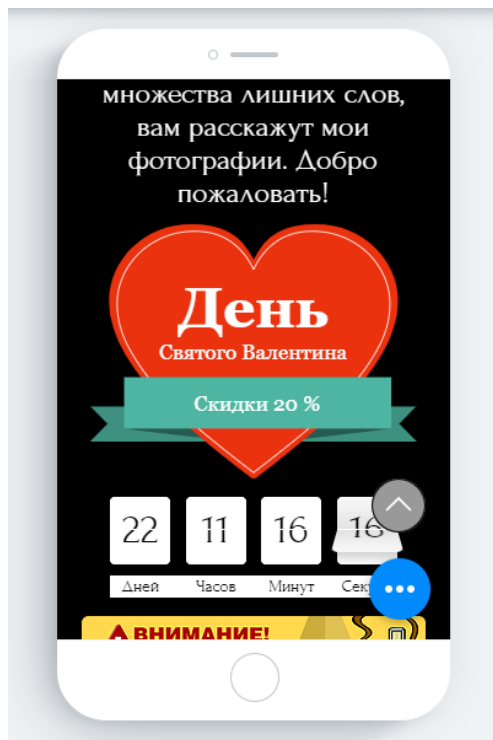 множества лишних слов,
вам расскажут мои
фотографии. Добро
пожаловать!
День
Святого Валентина
Скидки 20 %
22 11 16 16
Дней Часов Минут
ВНИМАНИЕ!